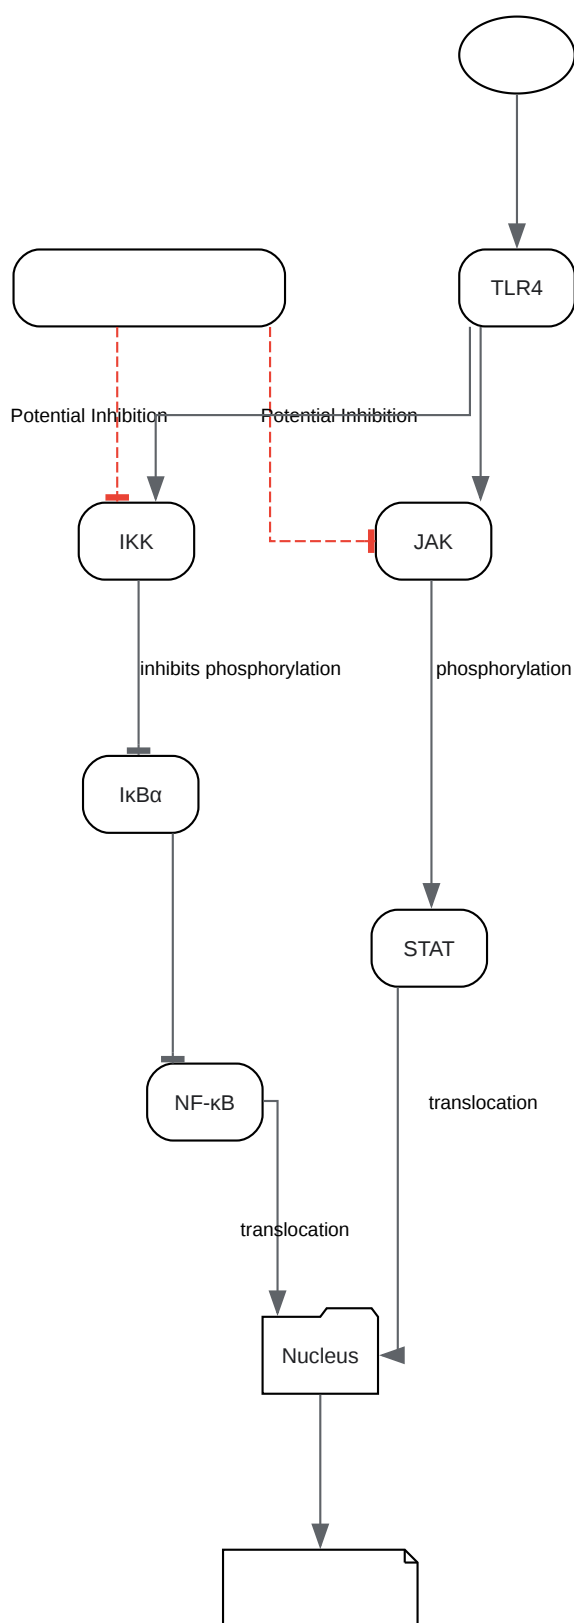 TLR4
Potential Inhibition
Potential Inhibition
IKK
JAK
inhibits phosphorylation
phosphorylation
IκBα
STAT
NF-κB
translocation
translocation
Nucleus